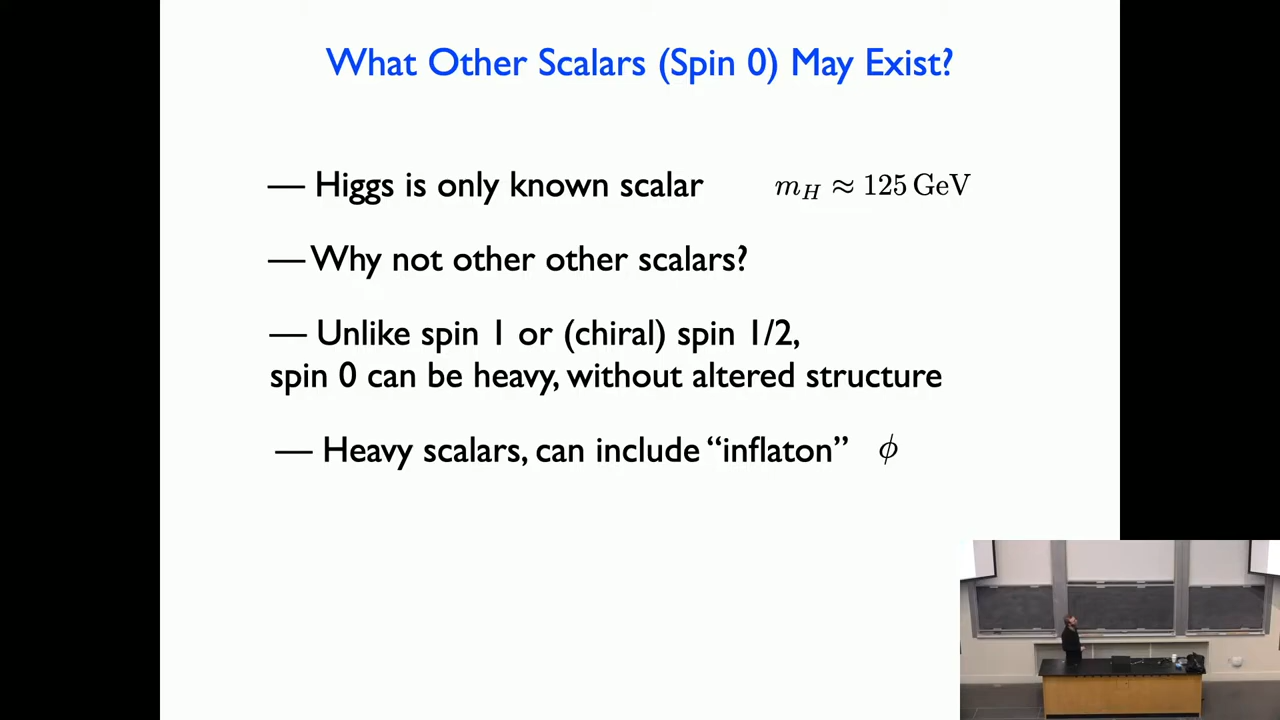 What Other Scalars (Spin 0) May Exist?
— Higgs is only known scalar m_H ≈ 125 GeV
— Why not other other scalars?
— Unlike spin 1 or (chiral) spin 1/2,
spin 0 can be heavy, without altered structure
— Heavy scalars, can include “inflaton” ϕ